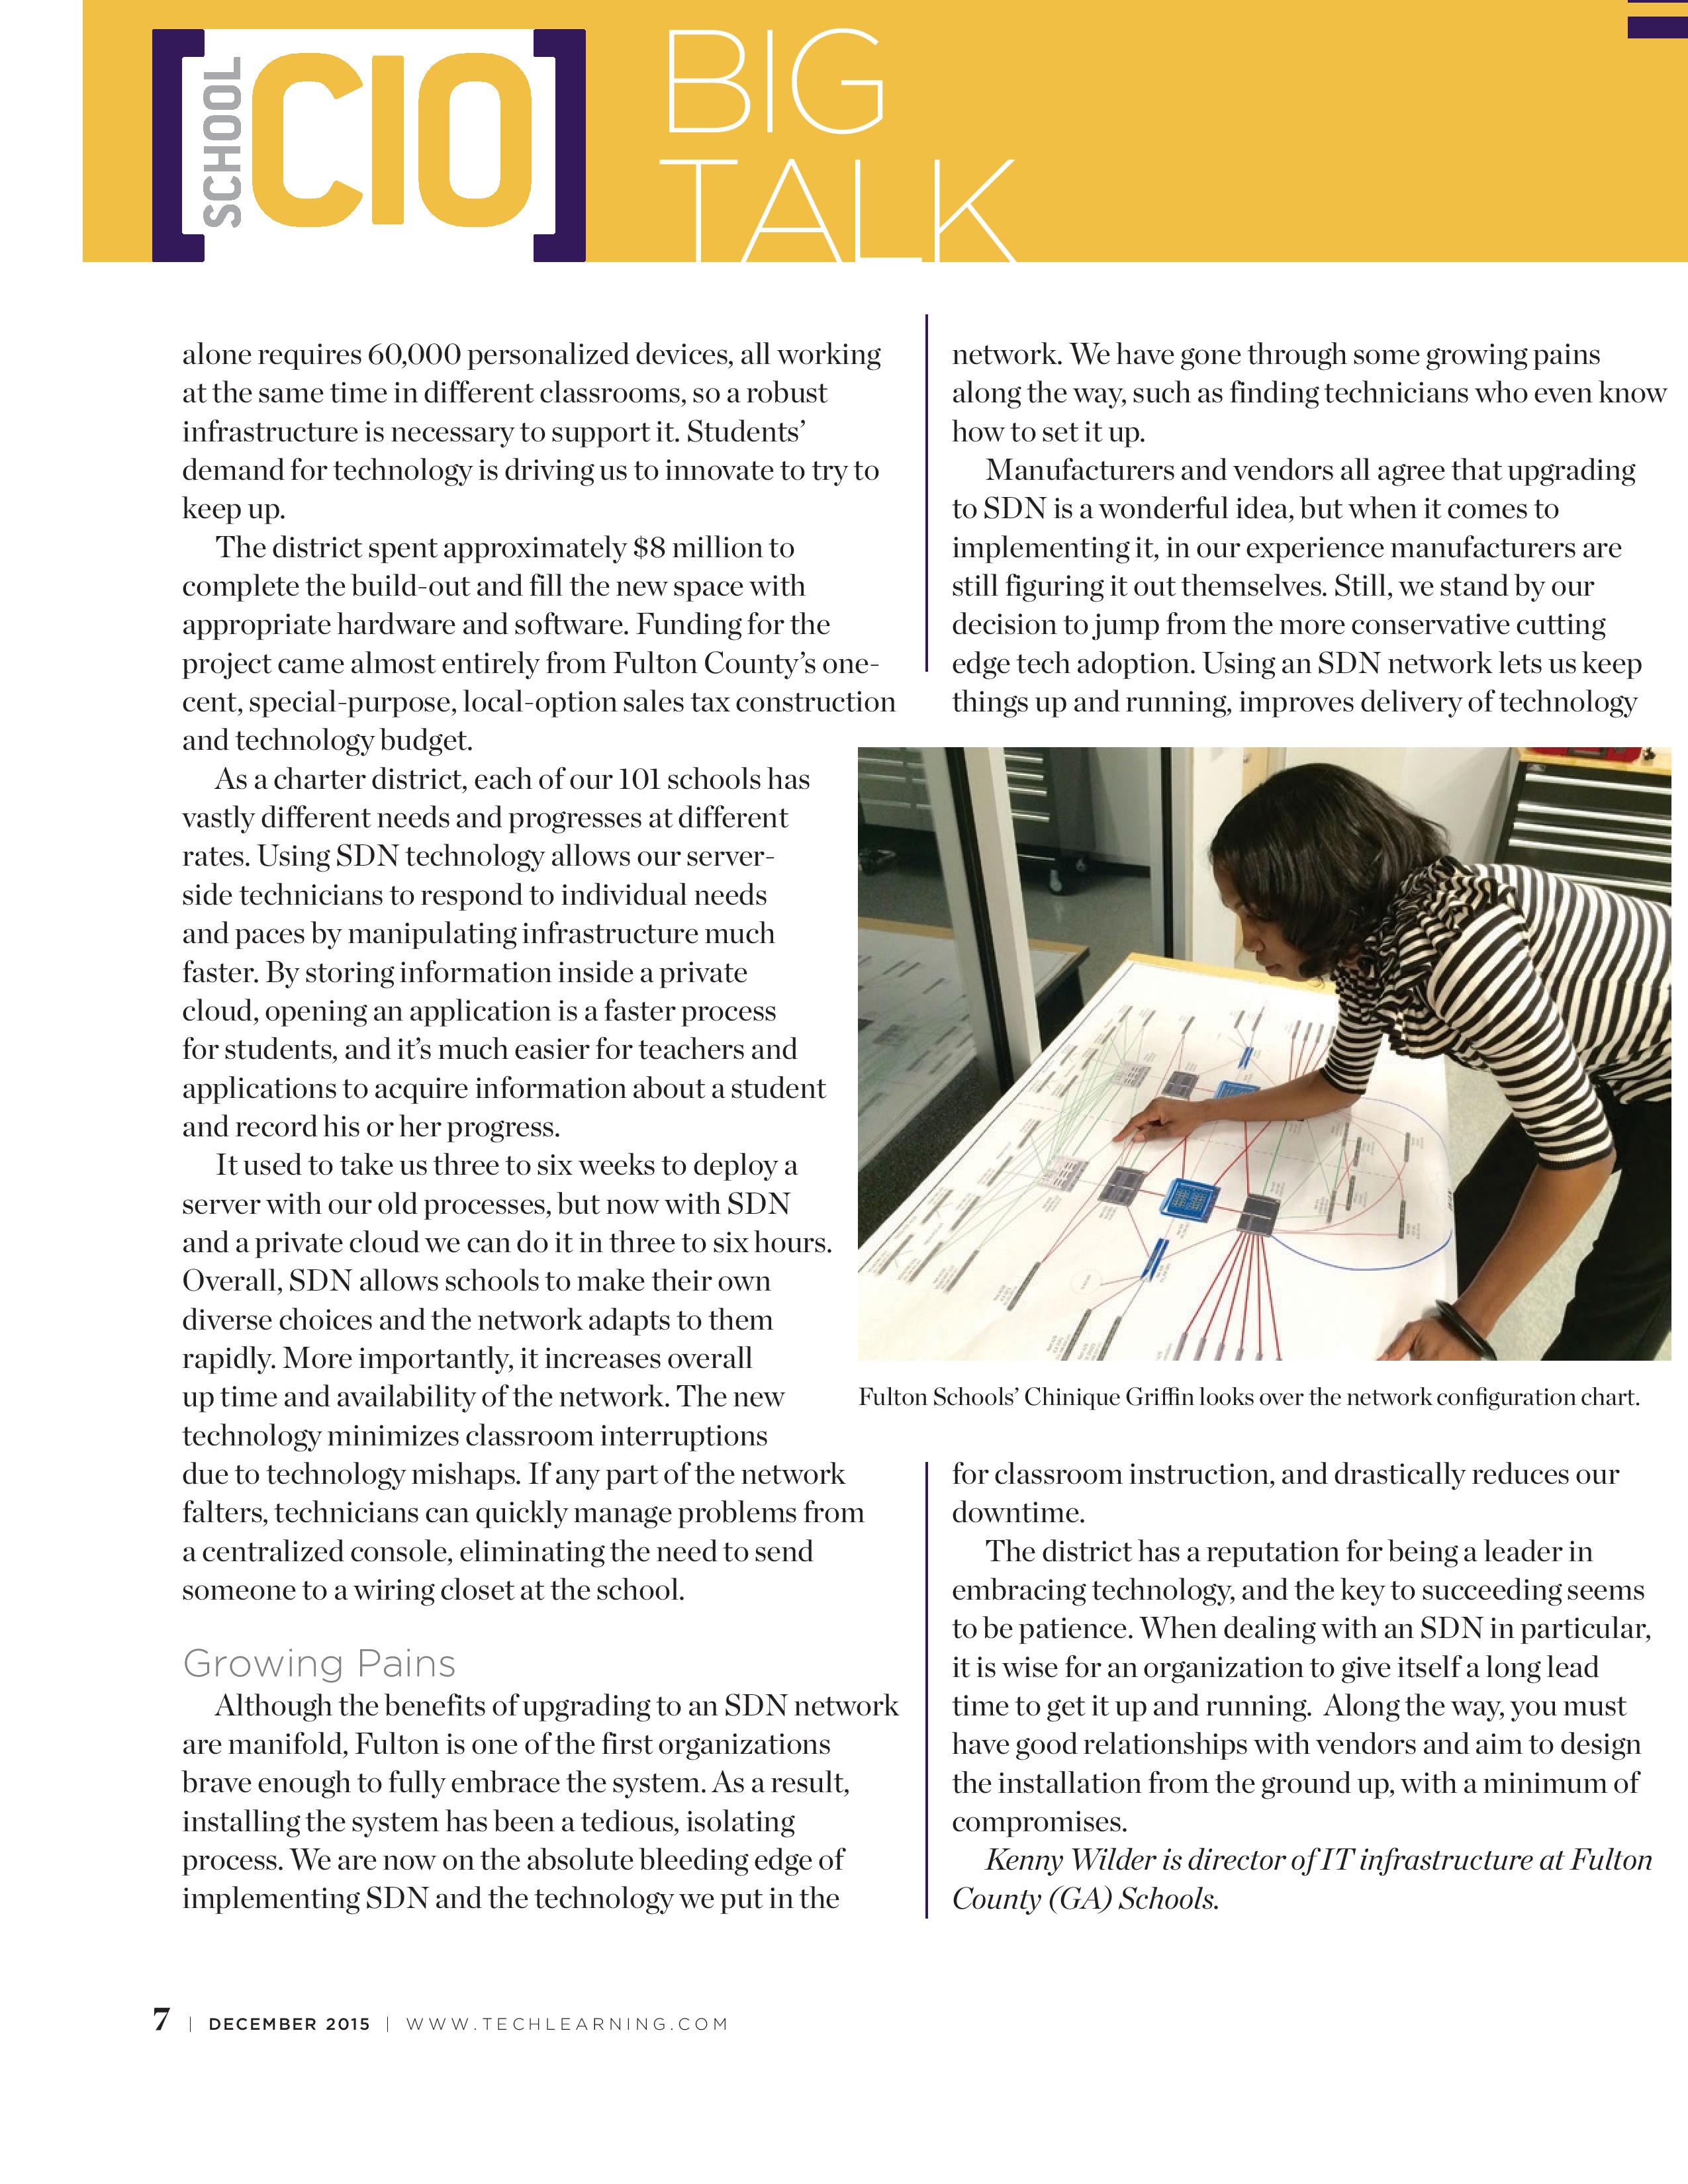 SCHOOL
CIO
BIG
TALK
alone requires 60,000 personalized devices, all working
at the same time in different classrooms, so a robust
infrastructure is necessary to support it. Students’
demand for technology is driving us to innovate to try to
keep up.
The district spent approximately $8 million to
complete the build-out and fill the new space with
appropriate hardware and software. Funding for the
project came almost entirely from Fulton County’s one-
cent, special-purpose, local-option sales tax construction
and technology budget.
As a charter district, each of our 101 schools has
vastly different needs and progresses at different
rates. Using SDN technology allows our server-
side technicians to respond to individual needs
and paces by manipulating infrastructure much
faster. By storing information inside a private
cloud, opening an application is a faster process
for students, and it’s much easier for teachers and
applications to acquire information about a student
and record his or her progress.
It used to take us three to six weeks to deploy a
server with our old processes, but now with SDN
and a private cloud we can do it in three to six hours.
Overall, SDN allows schools to make their own
diverse choices and the network adapts to them
rapidly. More importantly, it increases overall
up time and availability of the network. The new
technology minimizes classroom interruptions
due to technology mishaps. If any part of the network
falters, technicians can quickly manage problems from
a centralized console, eliminating the need to send
someone to a wiring closet at the school.
Growing Pains
Although the benefits of upgrading to an SDN network
are manifold, Fulton is one of the first organizations
brave enough to fully embrace the system. As a result,
installing the system has been a tedious, isolating
process. We are now on the absolute bleeding edge of
implementing SDN and the technology we put in the
network. We have gone through some growing pains
along the way, such as finding technicians who even know
how to set it up.
Manufacturers and vendors all agree that upgrading
to SDN is a wonderful idea, but when it comes to
implementing it, in our experience manufacturers are
still figuring it out themselves. Still, we stand by our
decision to jump from the more conservative cutting
edge tech adoption. Using an SDN network lets us keep
things up and running, improves delivery of technology
Fulton Schools’ Chinique Griffin looks over the network configuration chart.
for classroom instruction, and drastically reduces our
downtime.
The district has a reputation for being a leader in
embracing technology, and the key to succeeding seems
to be patience. When dealing with an SDN in particular,
it is wise for an organization to give itself a long lead
time to get it up and running. Along the way, you must
have good relationships with vendors and aim to design
the installation from the ground up, with a minimum of
compromises.
Kenny Wilder is director of IT infrastructure at Fulton
County (GA) Schools.
7 | DECEMBER 2015 | WWW.TECHLEARNING.COM